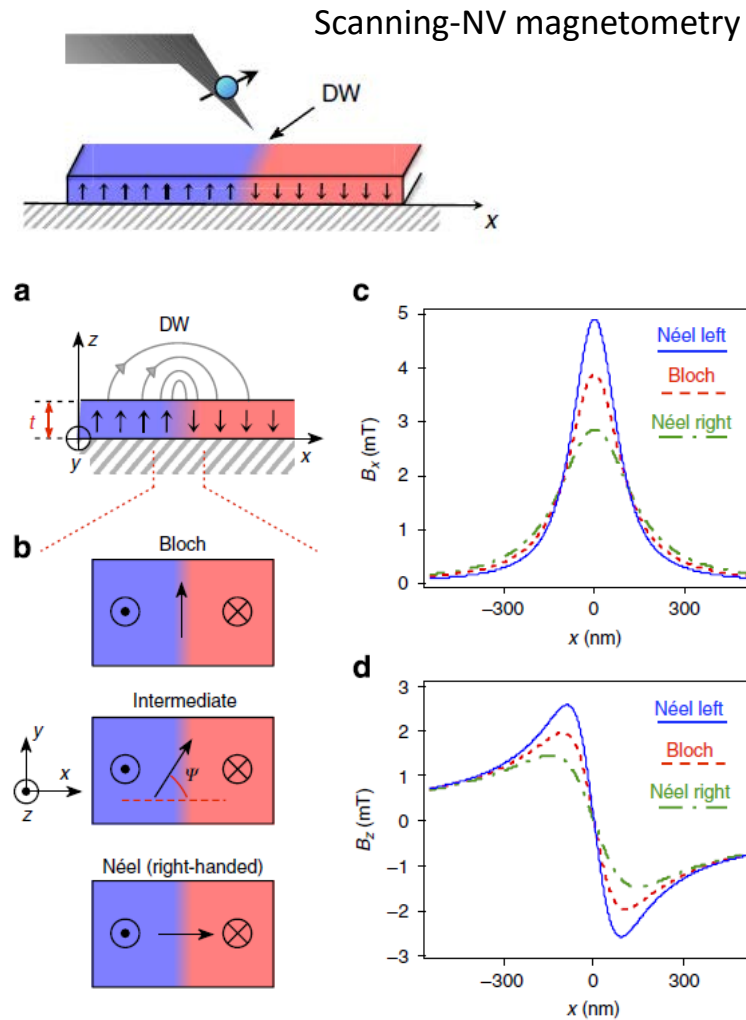 Scanning-NV magnetometry
DW
x
a
DW
z
t
y
x
b
Bloch
Intermediate
y
x
z
Ψ
Néel (right-handed)
c
5
4
3
2
1
0
Bx (mT)
Néel left
Bloch
Néel right
−300
0
300
x (nm)
d
3
2
1
0
−1
−2
−3
Bz (mT)
Néel left
Bloch
Néel right
−300
0
300
x (nm)